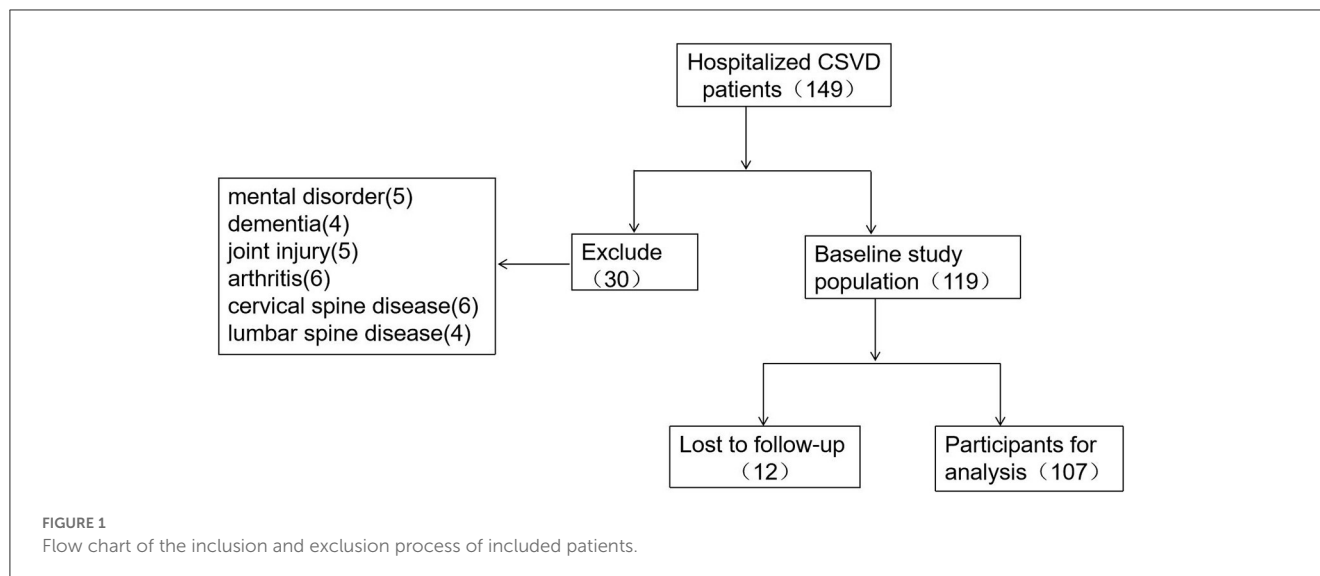 Hospitalized CSVD
patients（149）
mental disorder(5)
dementia(4)
joint injury(5)
arthritis(6)
cervical spine disease(6)
lumbar spine disease(4)
Exclude
（30）
Baseline study
population（119）
Lost to follow-up
（12）
Participants for
analysis（107）
FIGURE 1
Flow chart of the inclusion and exclusion process of included patients.